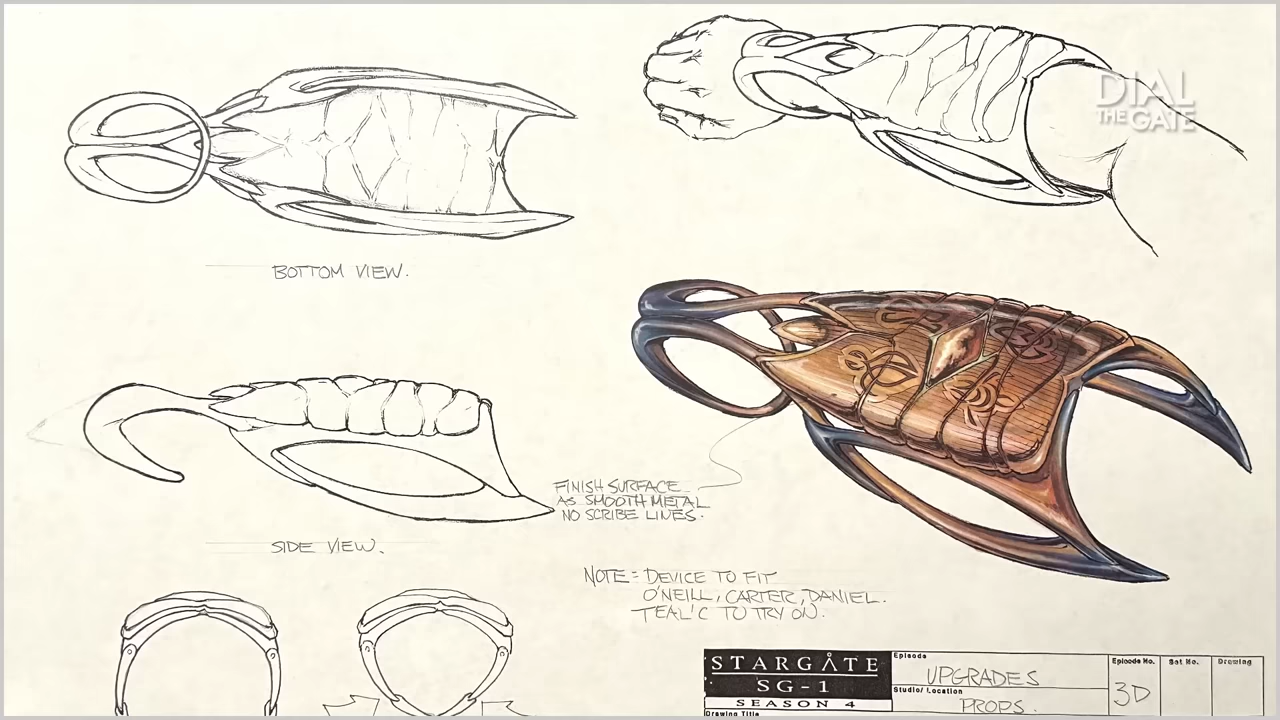 DIAL
THE GATE
BOTTOM VIEW.
FINISH SURFACE
AS SMOOTH METAL
NO SCRIBE LINES.
SIDE VIEW.
NOTE = DEVICE TO FIT
O'NEILL, CARTER, DANIEL.
TEAL'C TO TRY ON.
STARGATE
SG-1
SEASON 4
Drawing Title
Episode
UPGRADES
Studio/ Location
PROPS.
Episode No.
3D
Set No.
Drawing